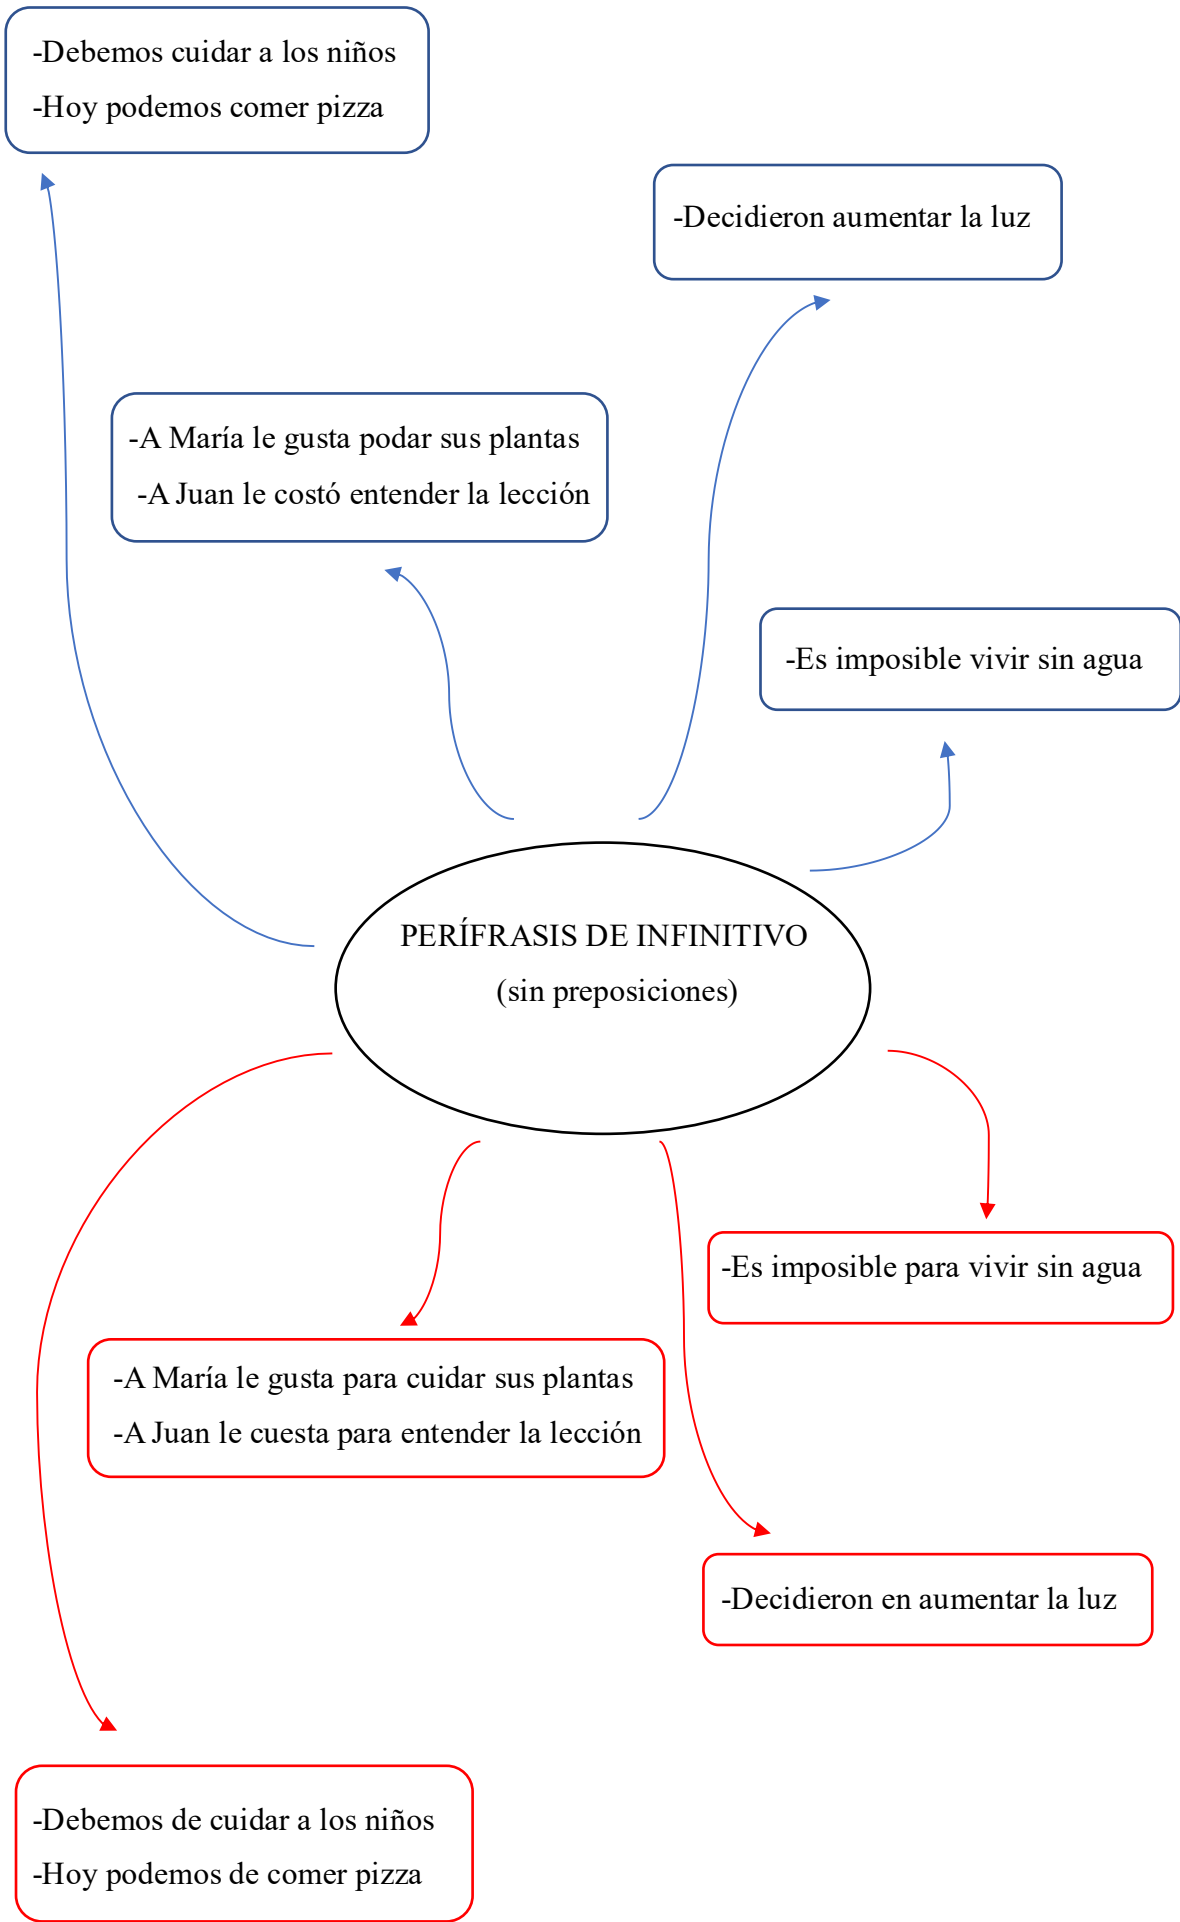 -Debemos cuidar a los niños
-Hoy podemos comer pizza
-Decidieron aumentar la luz
-A María le gusta podar sus plantas
-A Juan le costó entender la lección
-Es imposible vivir sin agua
PERÍFRASIS DE INFINITIVO
(sin preposiciones)
-Es imposible para vivir sin agua
-A María le gusta para cuidar sus plantas
-A Juan le cuesta para entender la lección
-Decidieron en aumentar la luz
-Debemos de cuidar a los niños
-Hoy podemos de comer pizza